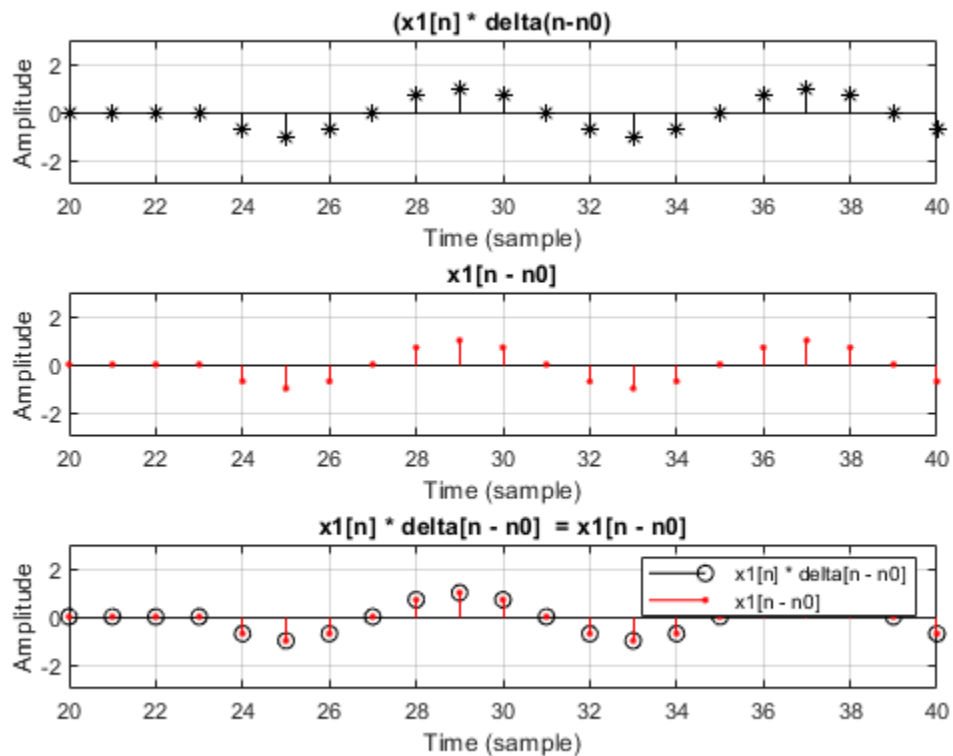 (x1[n] * delta(n-n0)
Amplitude
2
0
-2
20 22 24 26 28 30 32 34 36 38 40
Time (sample)
x1[n - n0]
Amplitude
2
0
-2
20 22 24 26 28 30 32 34 36 38 40
Time (sample)
x1[n] * delta[n - n0]  = x1[n - n0]
Amplitude
2
0
-2
x1[n] * delta[n - n0]
x1[n - n0]
20 22 24 26 28 30 32 34 36 38 40
Time (sample)